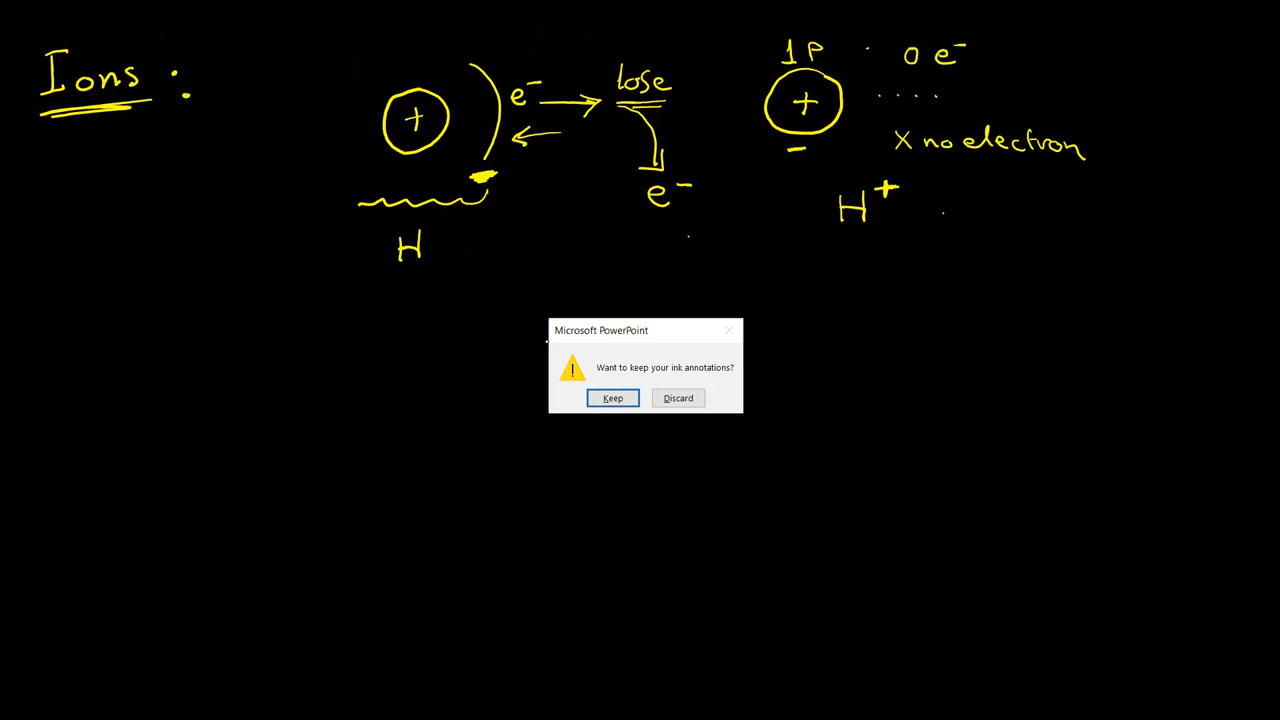 Ions :
+
e⁻
lose
e⁻
H
1P
0 e⁻
+
-
X no electron
H⁺
Microsoft PowerPoint
!
Want to keep your ink annotations?
Keep
Discard